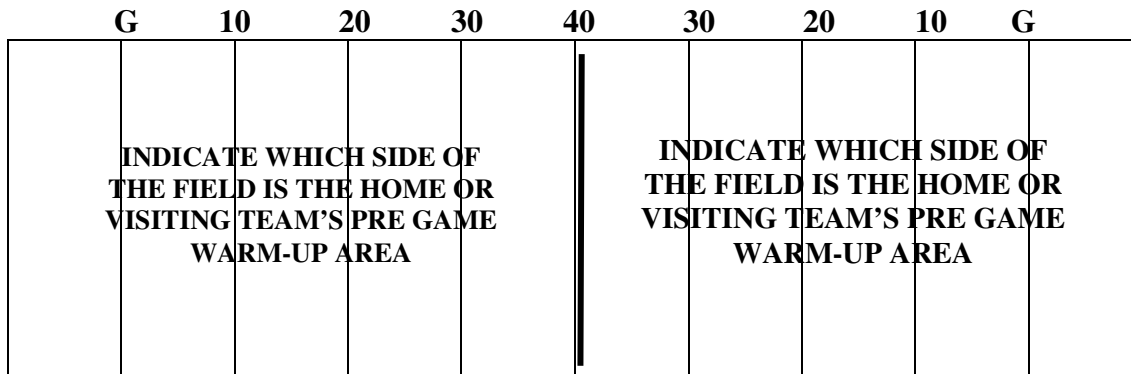 G 10 20 30 40 30 20 10 G
INDICATE WHICH SIDE OF
THE FIELD IS THE HOME OR
VISITING TEAM’S PRE GAME
WARM-UP AREA
INDICATE WHICH SIDE OF
THE FIELD IS THE HOME OR
VISITING TEAM’S PRE GAME
WARM-UP AREA